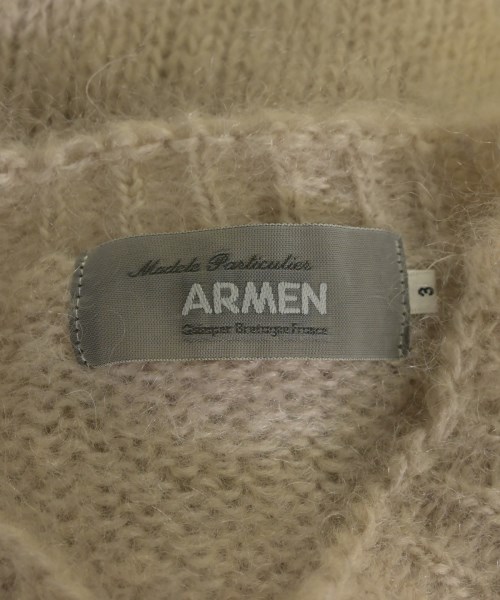 Modele Particulier
ARMEN
Quimper Bretagne France
3